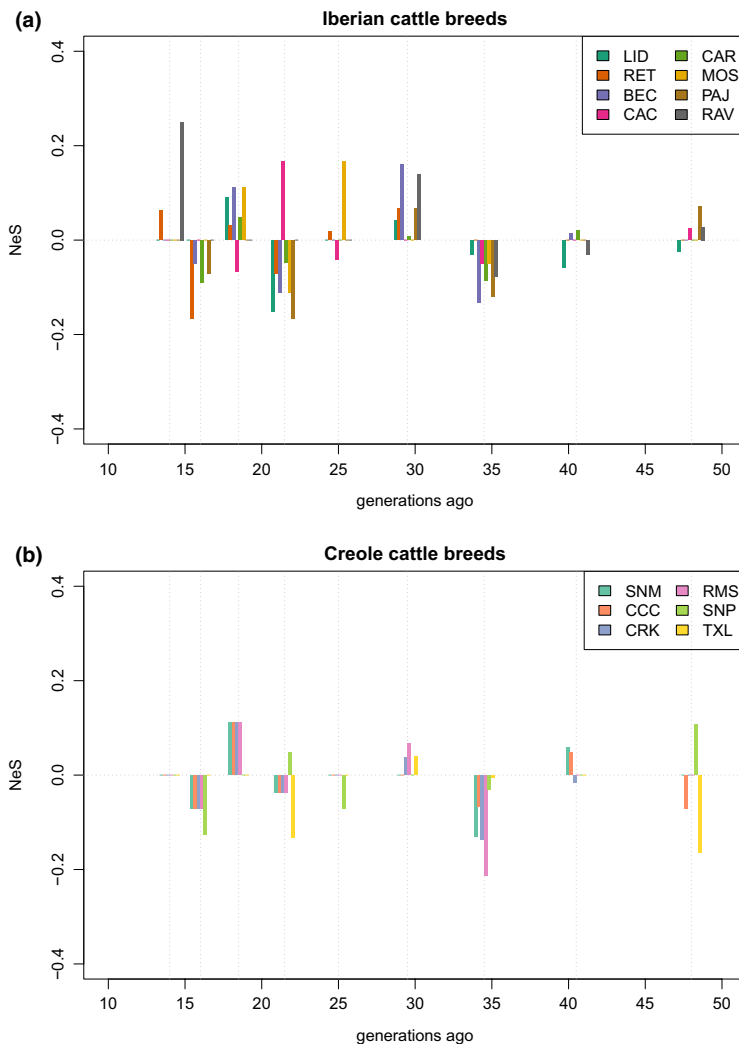 (a)
Iberian cattle breeds
LID CAR
RET MOS
BEC PAJ
CAC RAV
NeS
0.4
0.2
0.0
−0.2
−0.4
10 15 20 25 30 35 40 45 50
generations ago
(b)
Creole cattle breeds
SNM RMS
CCC SNP
CRK TXL
NeS
0.4
0.2
0.0
−0.2
−0.4
10 15 20 25 30 35 40 45 50
generations ago